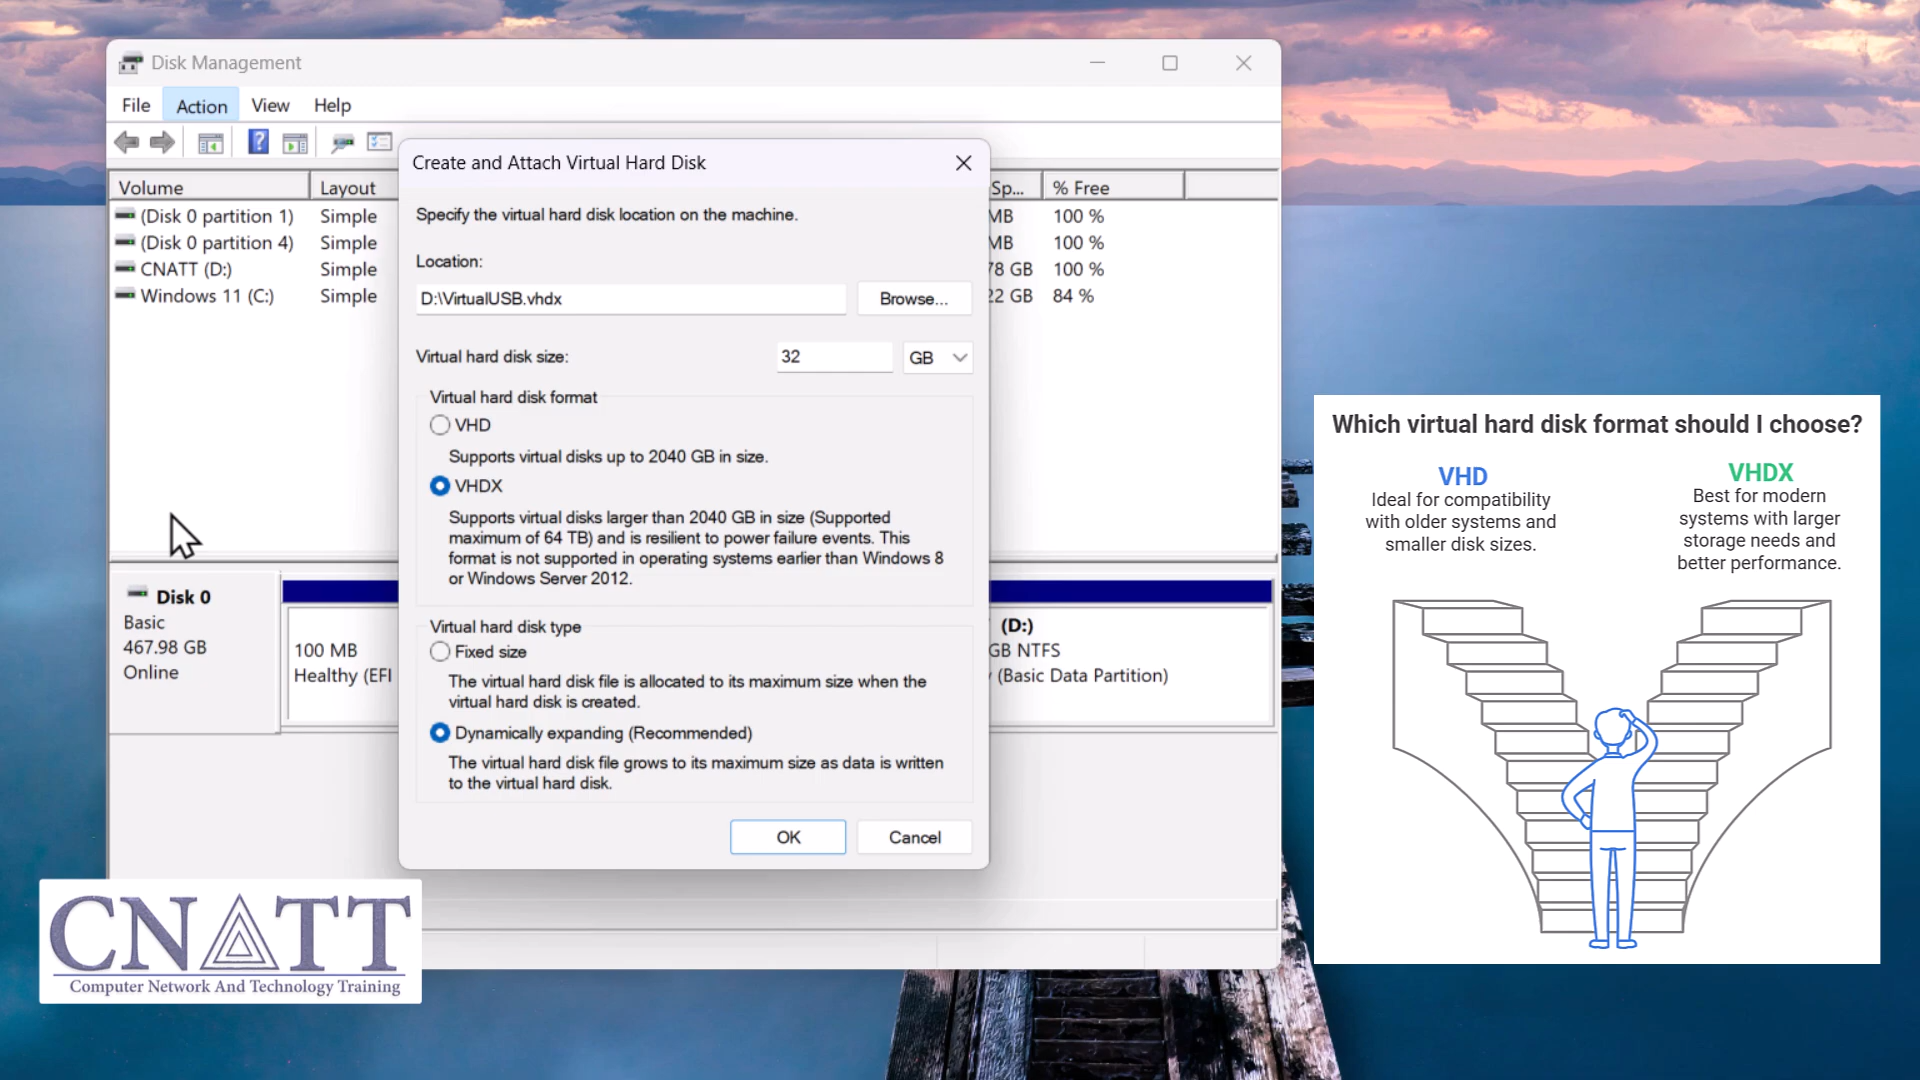 Disk Management
File Action View Help
Create and Attach Virtual Hard Disk
Volume Layout Sp... % Free
(Disk 0 partition 1) Simple MB 100 %
(Disk 0 partition 4) Simple MB 100 %
CNATT (D:) Simple 78 GB 100 %
Windows 11 (C:) Simple 22 GB 84 %
Specify the virtual hard disk location on the machine.
Location:
D:\VirtualUSB.vhdx Browse...
Virtual hard disk size: 32 GB
Virtual hard disk format
VHD
Supports virtual disks up to 2040 GB in size.
VHDX
Supports virtual disks larger than 2040 GB in size (Supported
maximum of 64 TB) and is resilient to power failure events. This
format is not supported in operating systems earlier than Windows 8
or Windows Server 2012.
Virtual hard disk type
Fixed size
The virtual hard disk file is allocated to its maximum size when the
virtual hard disk is created.
Dynamically expanding (Recommended)
The virtual hard disk file grows to its maximum size as data is written
to the virtual hard disk.
OK Cancel
Disk 0
Basic
467.98 GB
Online
100 MB
Healthy (EFI
(D:)
GB NTFS
(Basic Data Partition)
Which virtual hard disk format should I choose?
VHD
Ideal for compatibility
with older systems and
smaller disk sizes.
VHDX
Best for modern
systems with larger
storage needs and
better performance.
CNATT
Computer Network And Technology Training